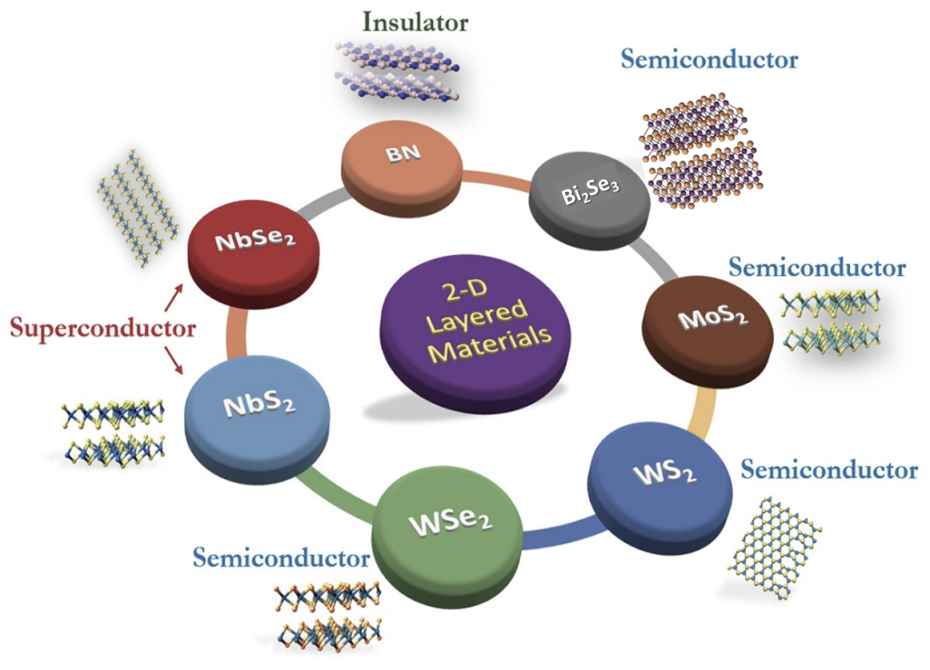 Insulator
Semiconductor
BN
Bi₂Se₃
NbSe₂
Semiconductor
2-D
Layered
Materials
MoS₂
Superconductor
NbS₂
WS₂
Semiconductor
WSe₂
Semiconductor